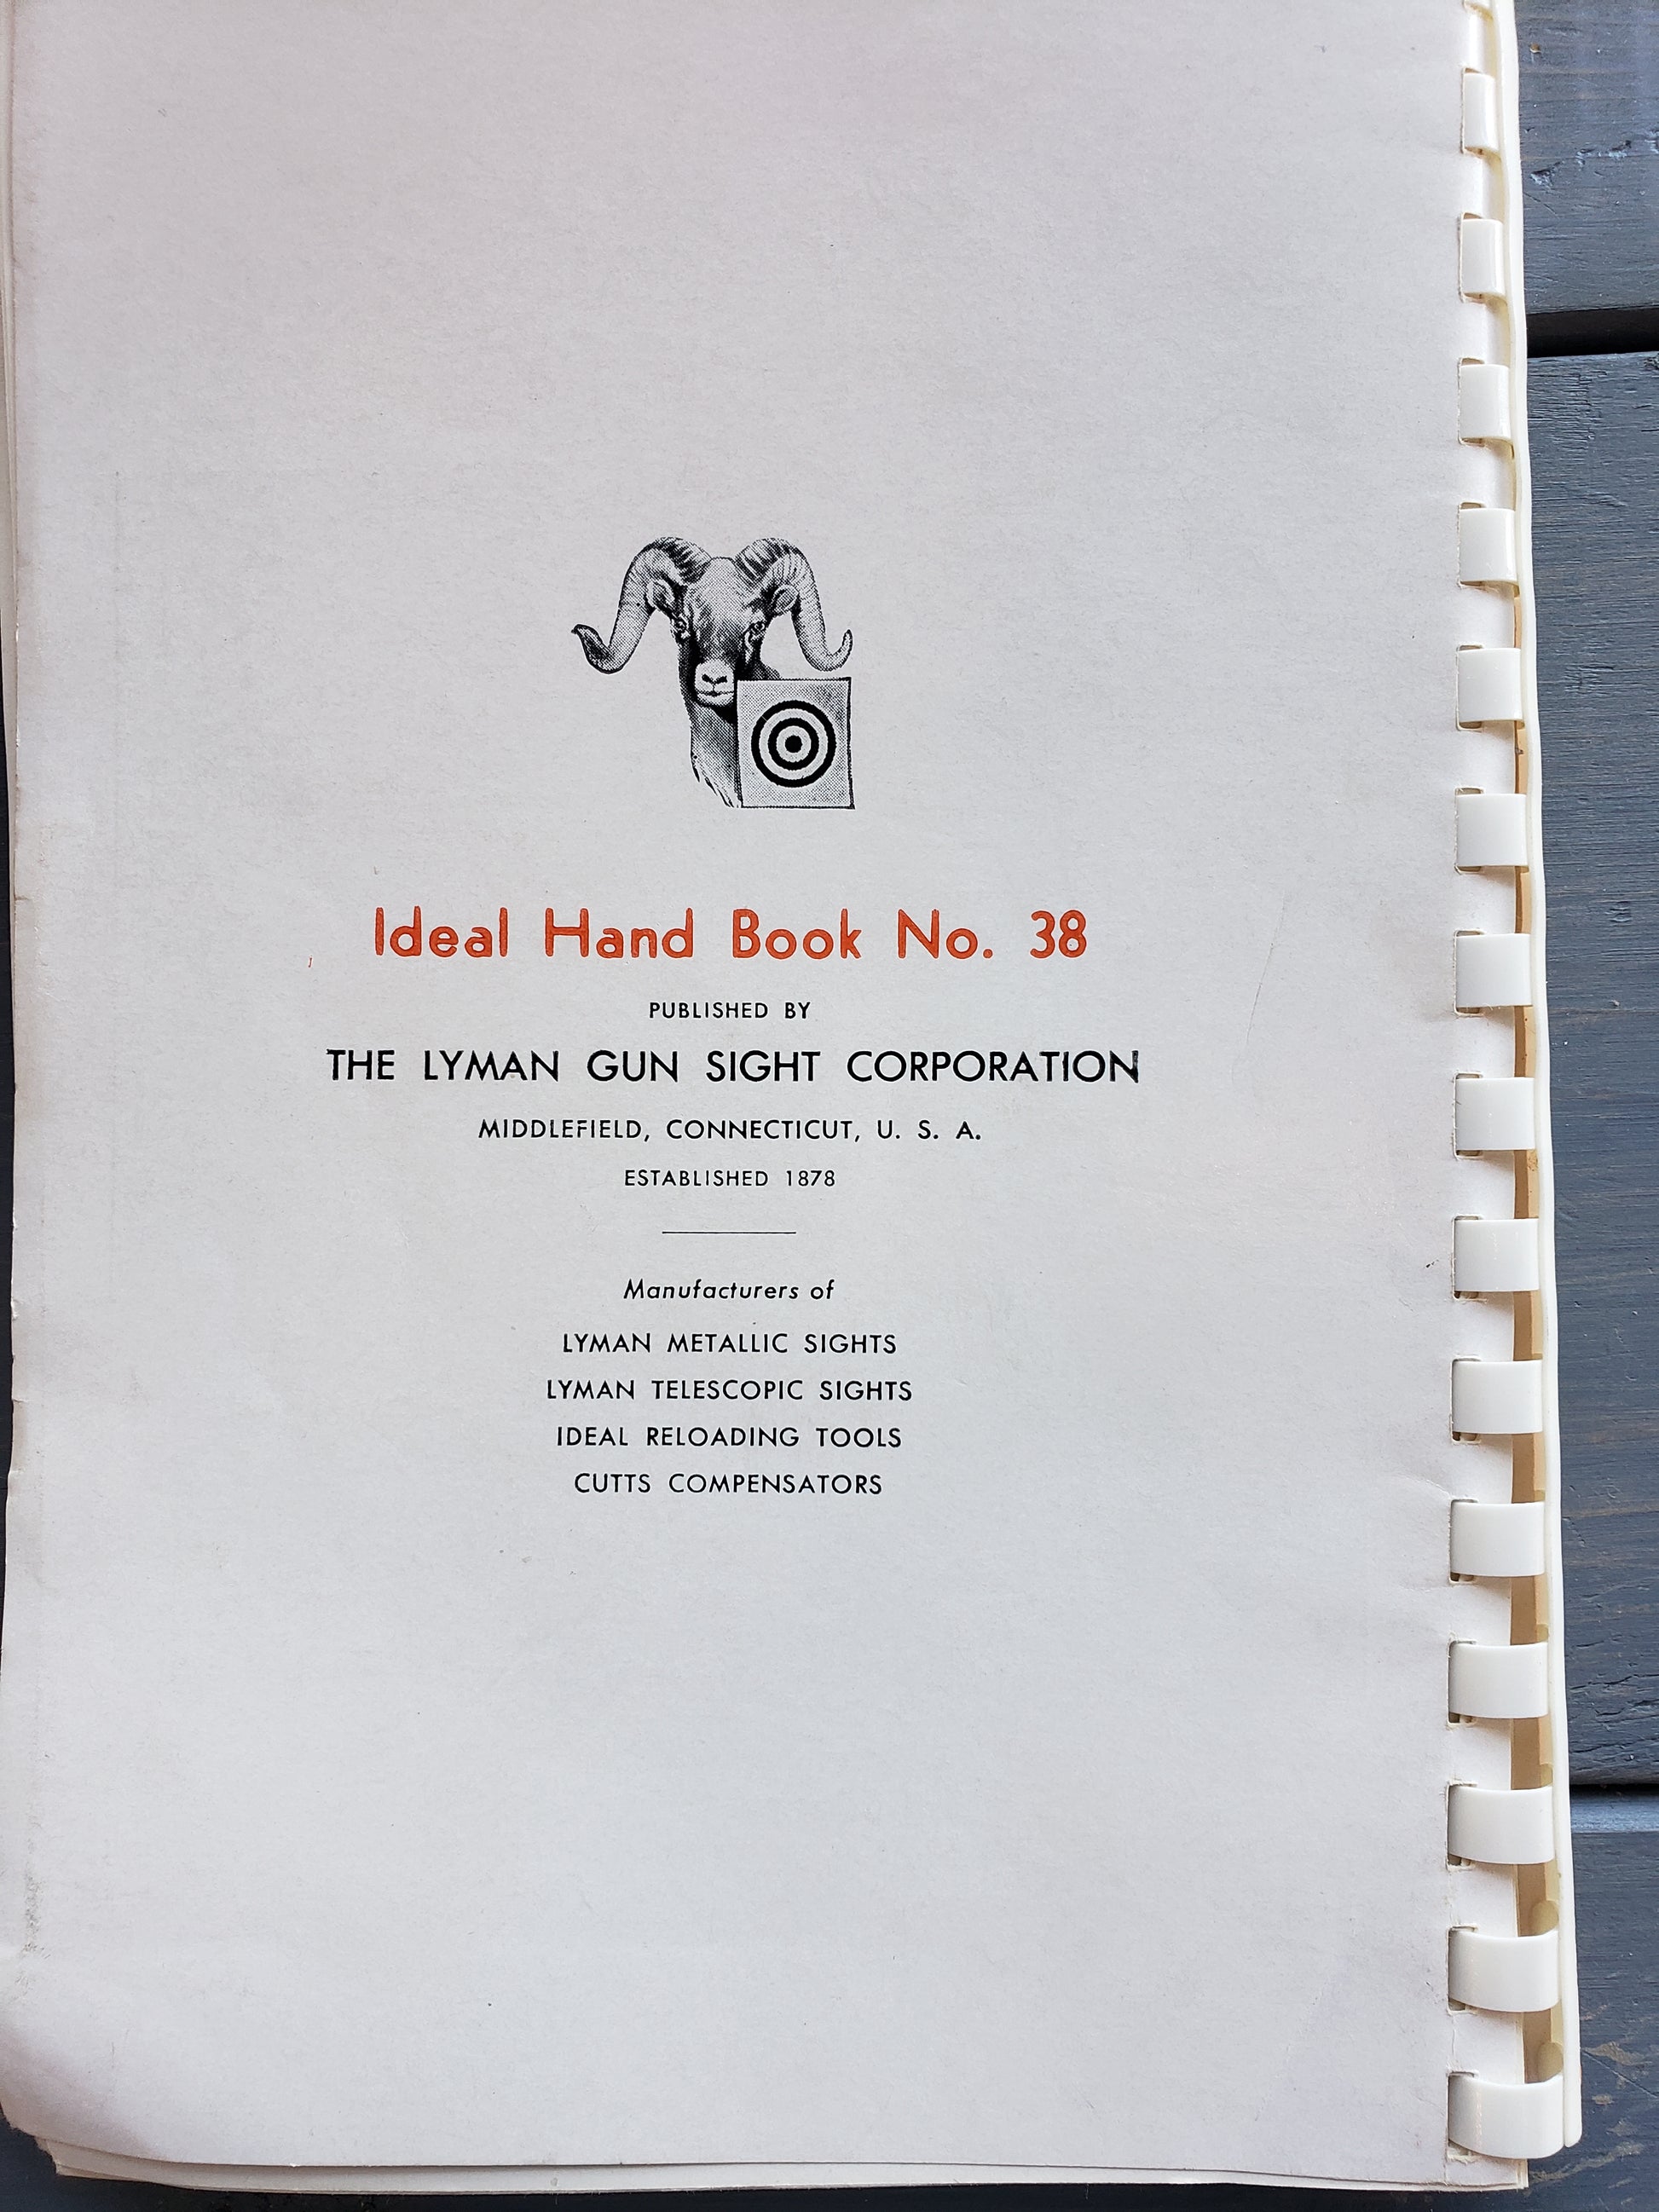 Ideal Hand Book No. 38
PUBLISHED BY
THE LYMAN GUN SIGHT CORPORATION
MIDDLEFIELD, CONNECTICUT, U. S. A.
ESTABLISHED 1878
Manufacturers of
LYMAN METALLIC SIGHTS
LYMAN TELESCOPIC SIGHTS
IDEAL RELOADING TOOLS
CUTTS COMPENSATORS